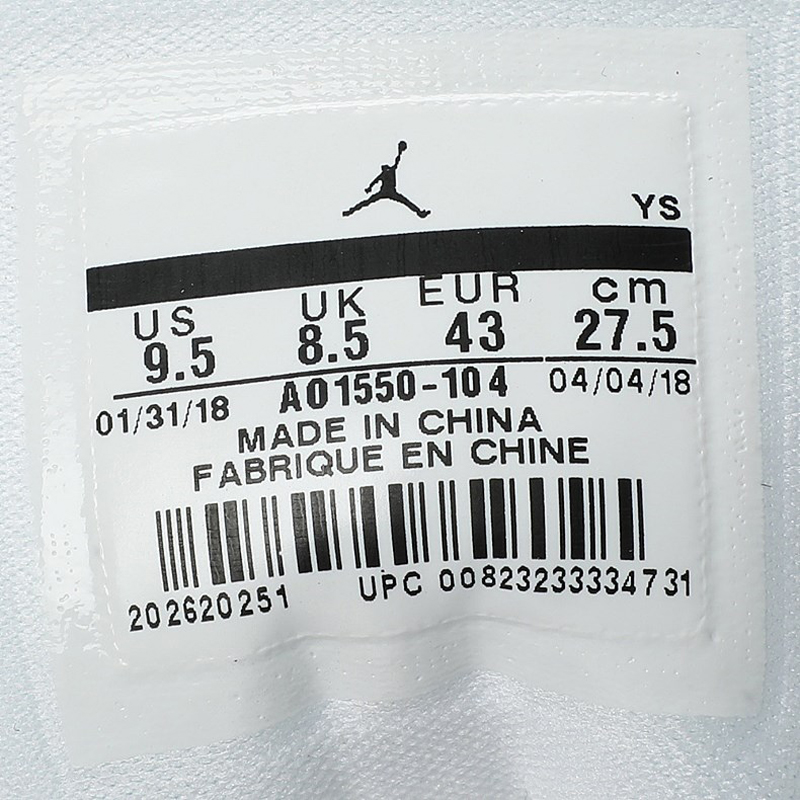 YS
US UK EUR cm
9.5 8.5 43 27.5
01/31/18 AO1550-104 04/04/18
MADE IN CHINA
FABRIQUE EN CHINE
202620251 UPC 00823233334731